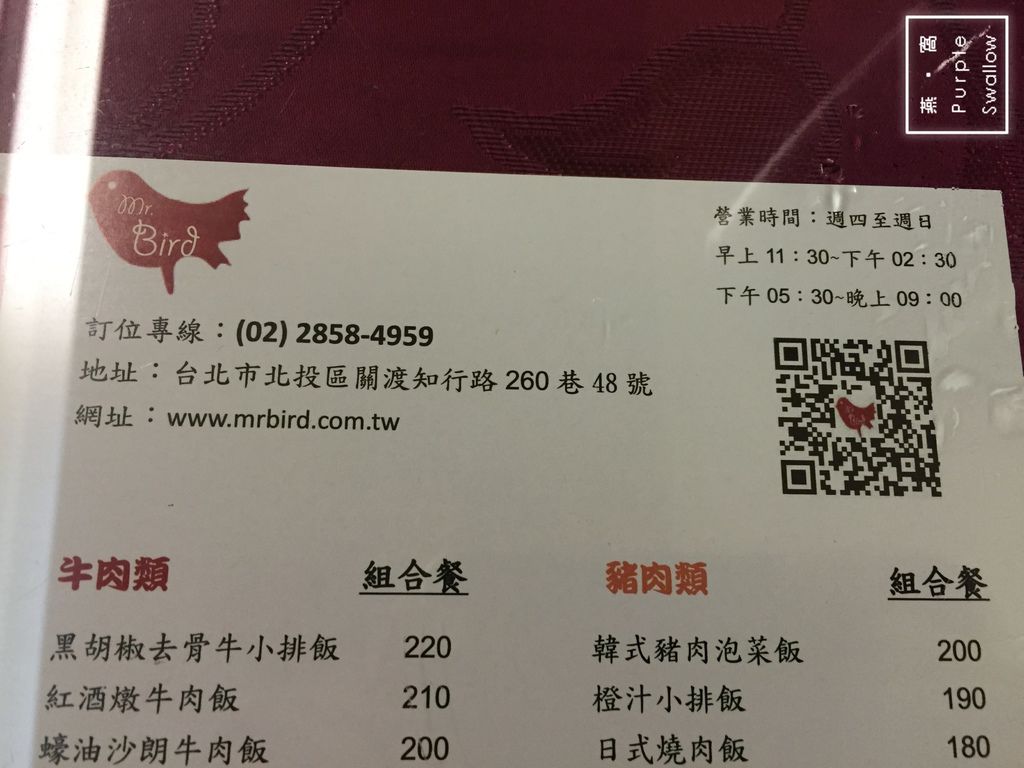 燕·窩
Purple
Swallow
Mr.
Bird
營業時間：週四至週日
早上 11：30~下午 02：30
下午 05：30~晚上 09：00
訂位專線：(02) 2858-4959
地址：台北市北投區關渡知行路 260 巷 48 號
網址：www.mrbird.com.tw
牛肉類 組合餐
黑胡椒去骨牛小排飯 220
紅酒燉牛肉飯 210
蠔油沙朗牛肉飯 200
豬肉類 組合餐
韓式豬肉泡菜飯 200
橙汁小排飯 190
日式燒肉飯 180